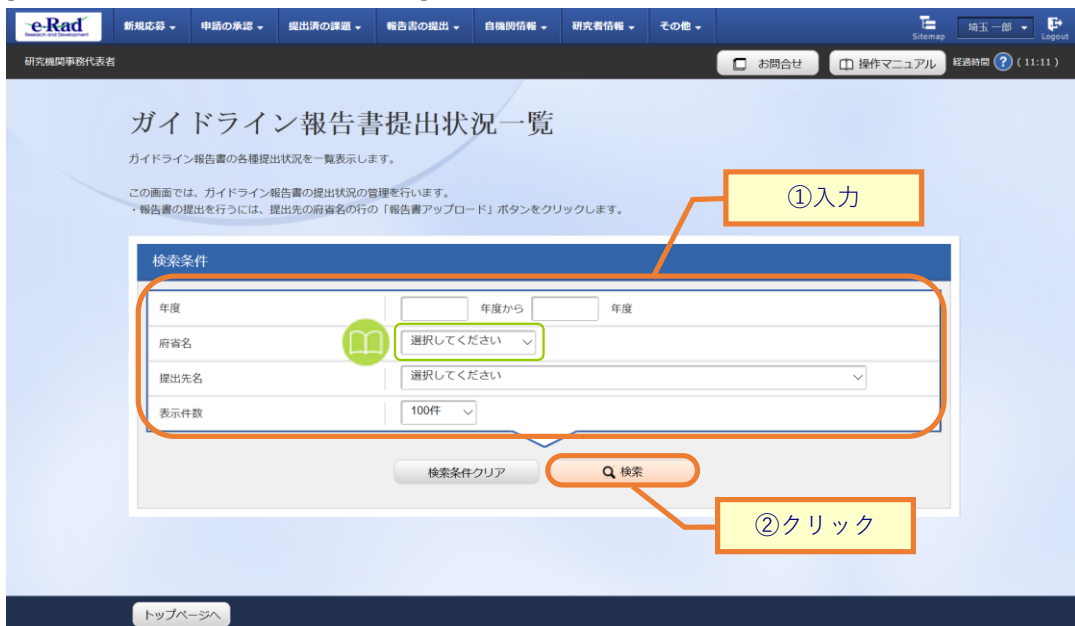 e-Rad
Research and Development
新規応募 申請の承認 提出済の課題 報告書の提出 自機関情報 研究者情報 その他
Sitemap
埼玉 一郎
Logout
研究機関事務代表者
お問合せ
操作マニュアル
経過時間 ? ( 11:11 )
ガイドライン報告書提出状況一覧
ガイドライン報告書の各種提出状況を一覧表示します。
この画面では、ガイドライン報告書の提出状況の管理を行います。
・報告書の提出を行うには、提出先の府省名の行の「報告書アップロード」ボタンをクリックします。
①入力
検索条件
年度 年度から 年度
府省名 選択してください
提出先名 選択してください
表示件数 100件
検索条件クリア 検索
②クリック
トップページへ